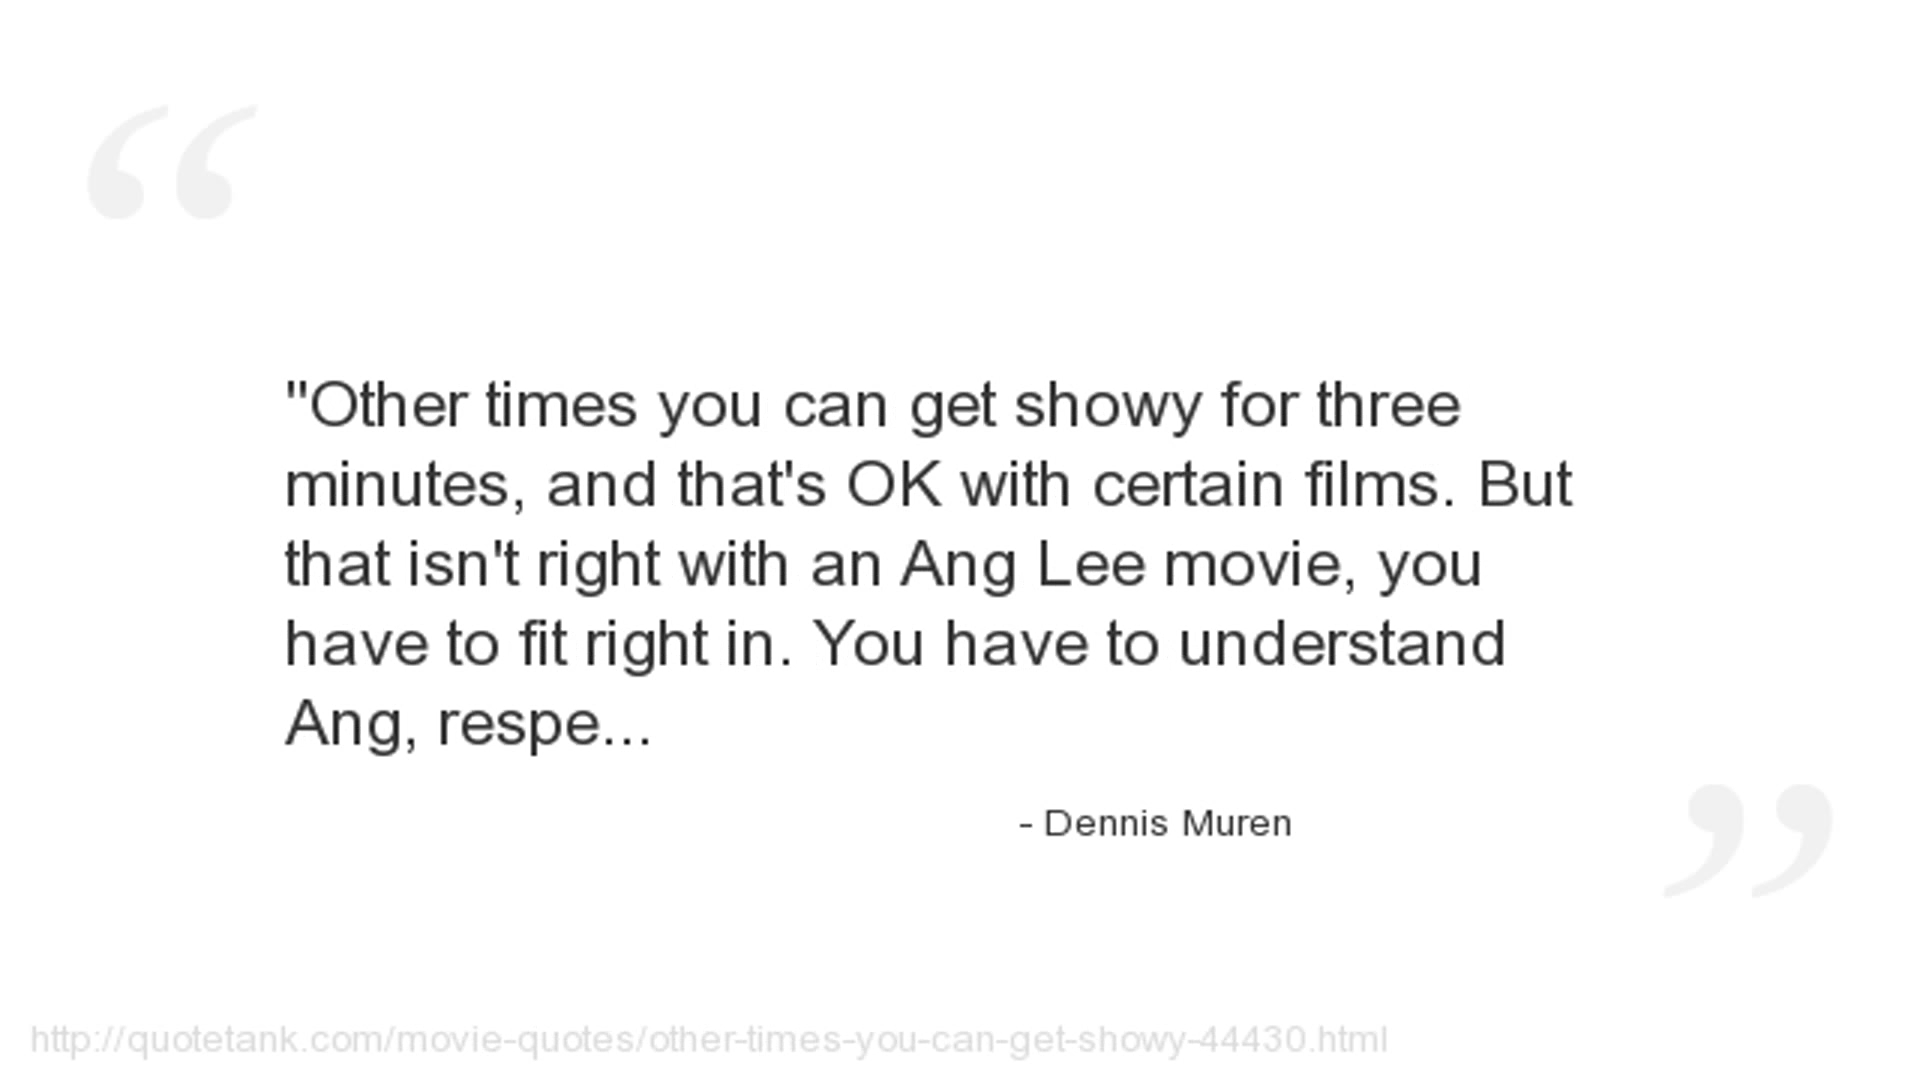 "Other times you can get showy for three
minutes, and that's OK with certain films. But
that isn't right with an Ang Lee movie, you
have to fit right in. You have to understand
Ang, respe...
- Dennis Muren
http://quotetank.com/movie-quotes/other-times-you-can-get-showy-44430.html